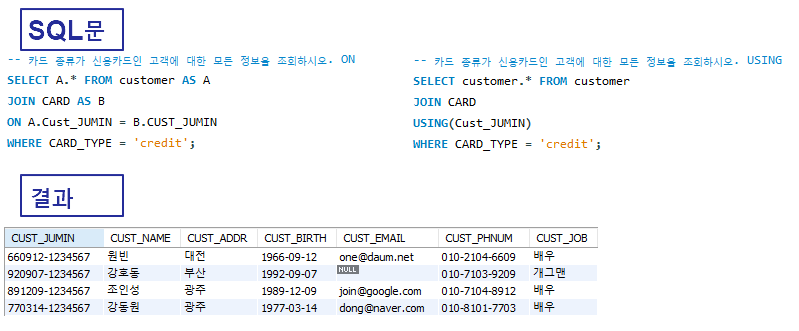 SQL문
-- 카드 종류가 신용카드인 고객에 대한 모든 정보을 조회하시오. ON
SELECT A.* FROM customer AS A
JOIN CARD AS B
ON A.Cust_JUMIN = B.CUST_JUMIN
WHERE CARD_TYPE = 'credit';
-- 카드 종류가 신용카드인 고객에 대한 모든 정보을 조회하시오. USING
SELECT customer.* FROM customer
JOIN CARD
USING(Cust_JUMIN)
WHERE CARD_TYPE = 'credit';
결과
CUST_JUMIN CUST_NAME CUST_ADDR CUST_BIRTH CUST_EMAIL CUST_PHNUM CUST_JOB
660912-1234567 원빈 대전 1966-09-12 one@daum.net 010-2104-6609 배우
920907-1234567 강호동 부산 1992-09-07 NULL 010-7103-9209 개그맨
891209-1234567 조인성 광주 1989-12-09 join@google.com 010-7104-8912 배우
770314-1234567 강동원 광주 1977-03-14 dong@naver.com 010-8101-7703 배우